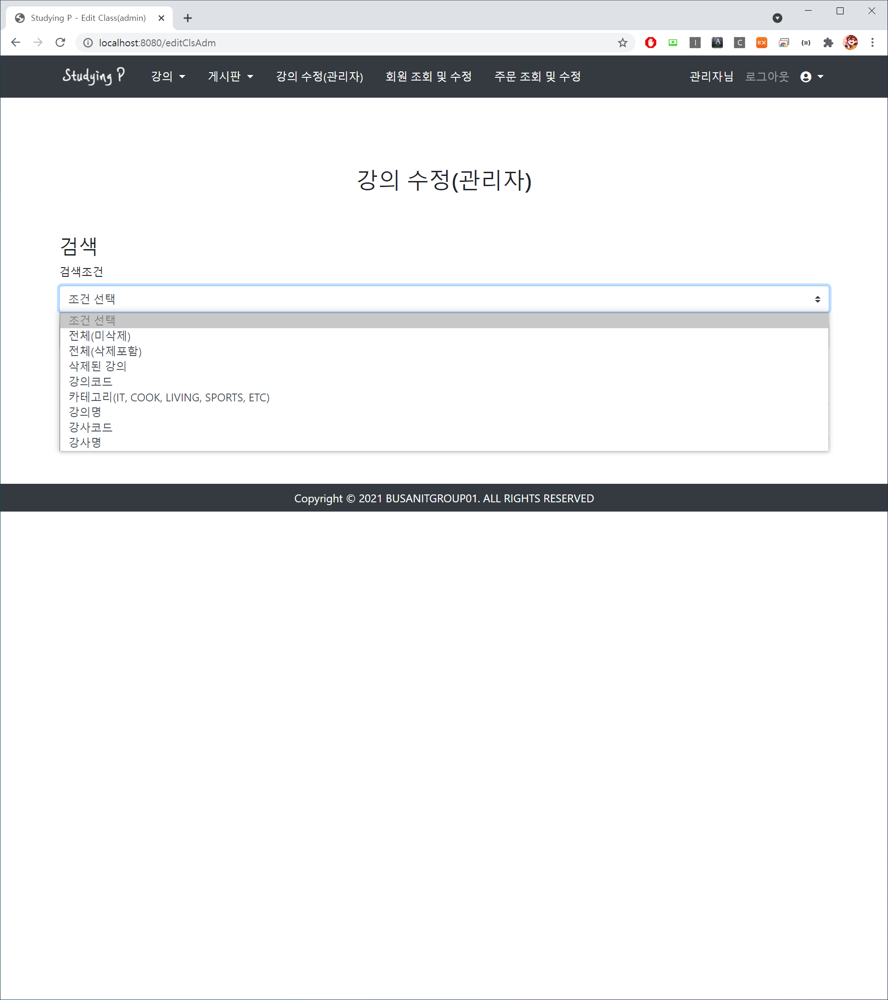 Studying P - Edit Class(admin)
localhost:8080/editClsAdm
I A C EX {≡}
Studying P 강의 게시판 강의 수정(관리자) 회원 조회 및 수정 주문 조회 및 수정 관리자님 로그아웃
강의 수정(관리자)
검색
검색조건
조건 선택
조건 선택
전체(미삭제)
전체(삭제포함)
삭제된 강의
강의코드
카테고리(IT, COOK, LIVING, SPORTS, ETC)
강의명
강사코드
강사명
Copyright © 2021 BUSANITGROUP01. ALL RIGHTS RESERVED